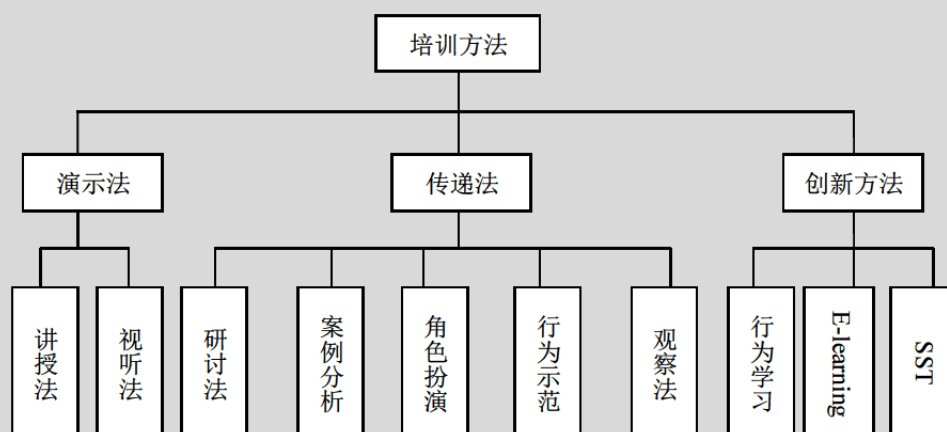 培训方法
演示法
传递法
创新方法
讲授法
视听法
研讨法
案例分析
角色扮演
行为示范
观察法
行为学习
E-learning
SST